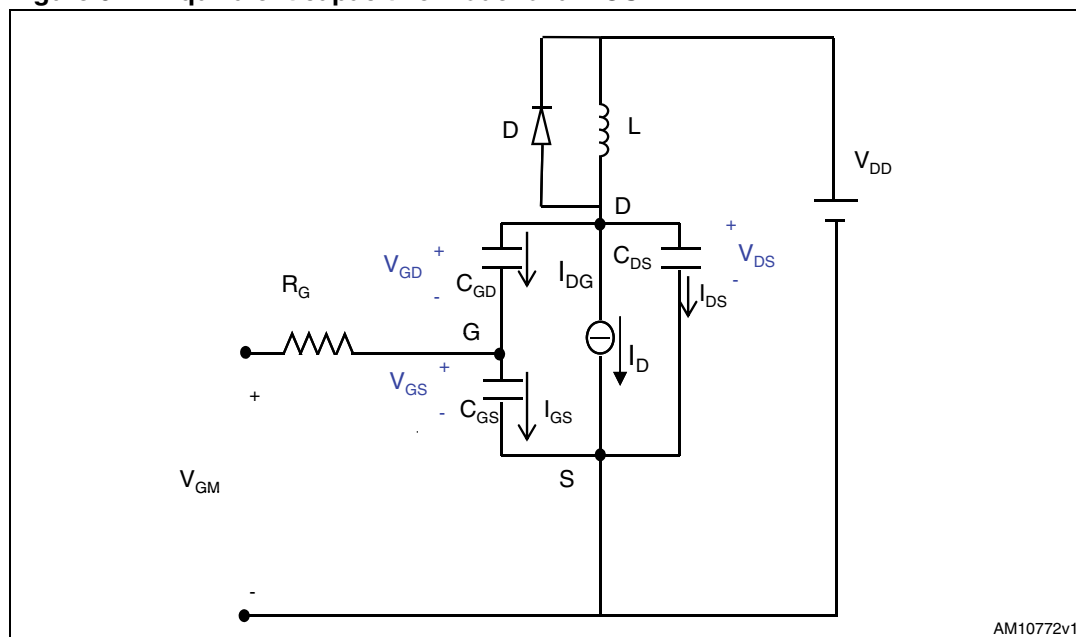 D
L
V_DD
D
+
V_GD
+
C_DS
V_DS
I_DG
C_GD
-
-
I_DS
R_G
G
I_D
V_GS
+
+
-
C_GS
I_GS
S
V_GM
-
AM10772v1